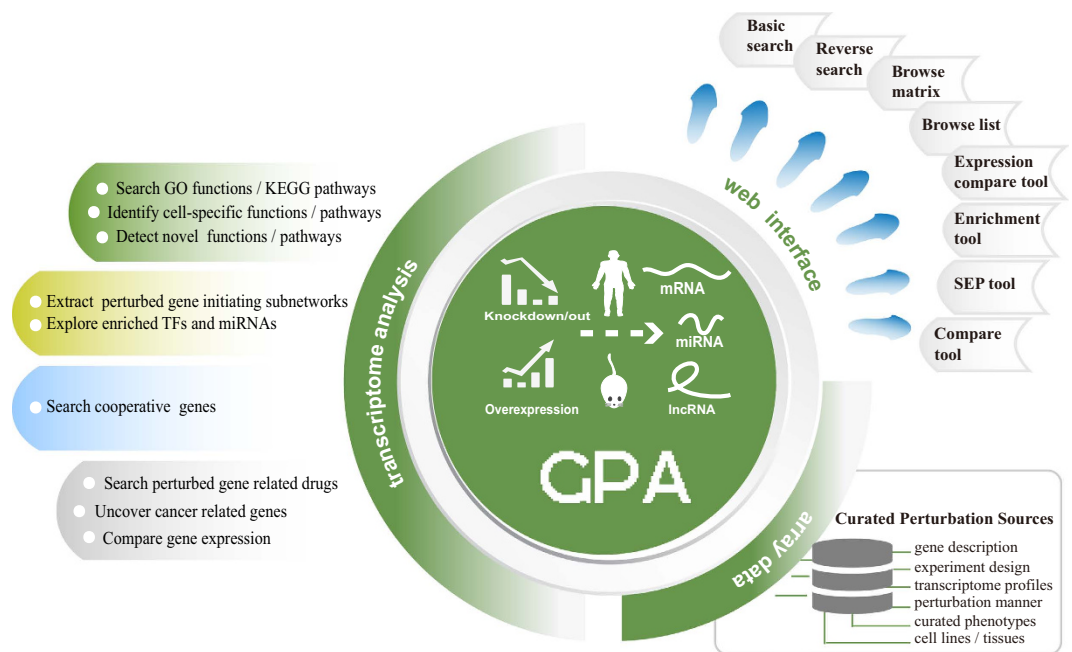 Basic
search
Reverse
search
Browse
matrix
Browse list
Expression
compare tool
Enrichment
tool
SEP tool
Compare
tool
web interface
Search GO functions / KEGG pathways
Identify cell-specific functions / pathways
Detect novel functions / pathways
Extract perturbed gene initiating subnetworks
Explore enriched TFs and miRNAs
Search cooperative genes
Search perturbed gene related drugs
Uncover cancer related genes
Compare gene expression
transcriptome analysis
Knockdown/out
mRNA
miRNA
Overexpression
lncRNA
GPA
array data
Curated Perturbation Sources
gene description
experiment design
transcriptome profiles
perturbation manner
curated phenotypes
cell lines / tissues